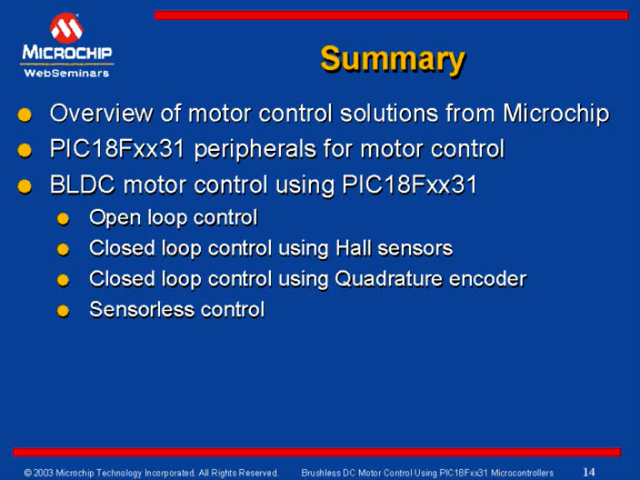 MICROCHIP
WebSeminars
Summary
Overview of motor control solutions from Microchip
PIC18Fxx31 peripherals for motor control
BLDC motor control using PIC18Fxx31
Open loop control
Closed loop control using Hall sensors
Closed loop control using Quadrature encoder
Sensorless control
© 2003 Microchip Technology Incorporated. All Rights Reserved. Brushless DC Motor Control Using PIC18Fxx31 Microcontrollers 14